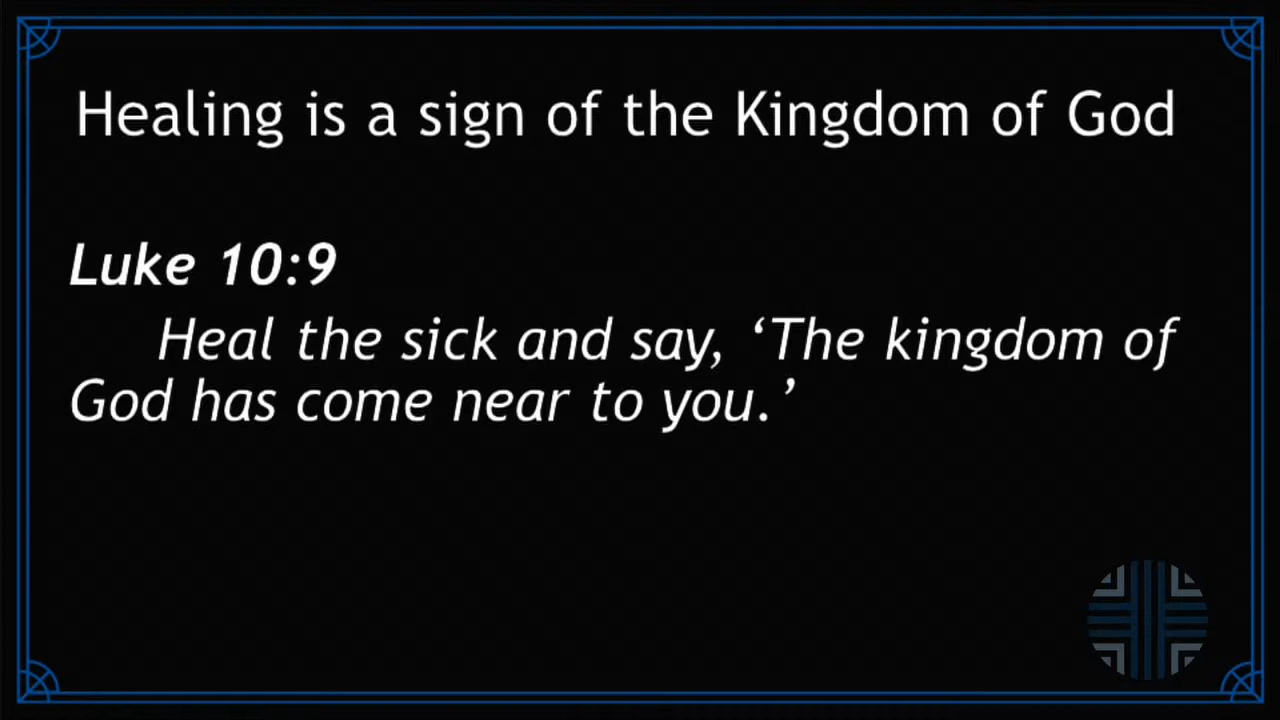 Healing is a sign of the Kingdom of God
Luke 10:9
Heal the sick and say, ‘The kingdom of
God has come near to you.’